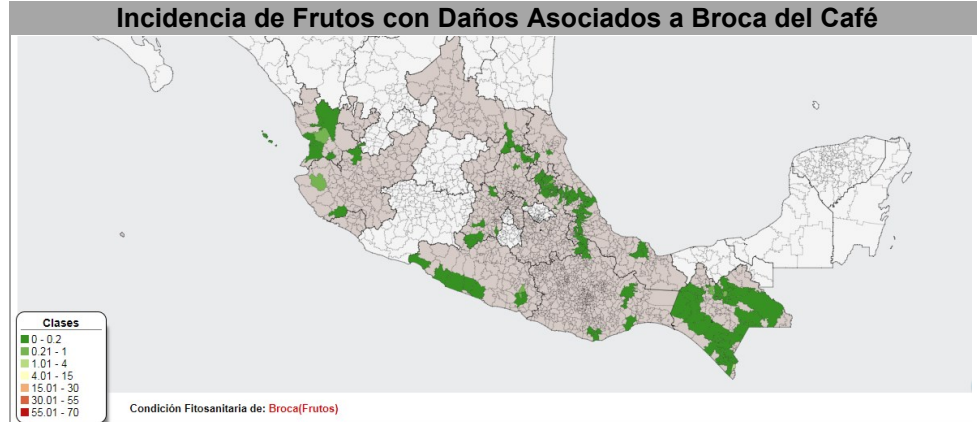 Incidencia de Frutos con Daños Asociados a Broca del Café
Clases
0 - 0.2
0.21 - 1
1.01 - 4
4.01 - 15
15.01 - 30
30.01 - 55
55.01 - 70
Condición Fitosanitaria de: Broca(Frutos)